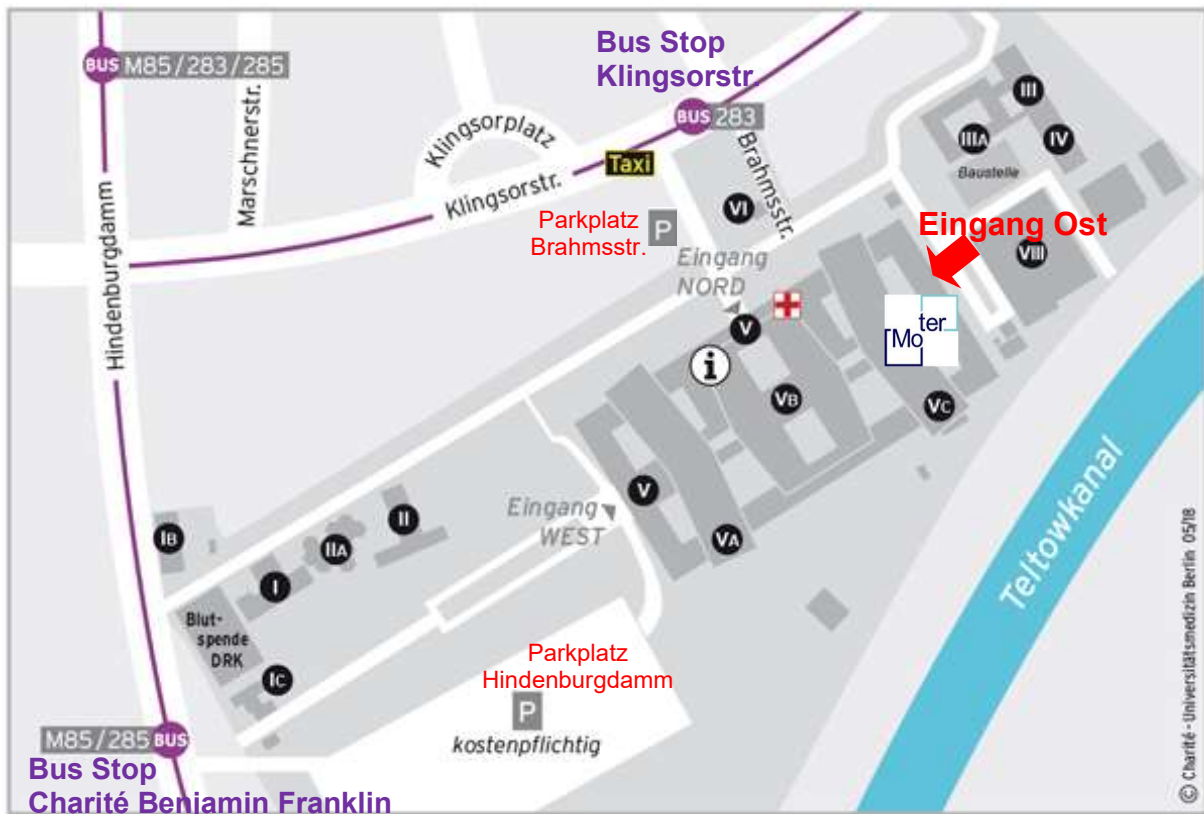 Bus Stop
Klingsorstr.
BUS M85/283/285
BUS 283
Marschnerstr.
Klingsorplatz
Taxi
Klingsorstr.
Brahmsstr.
III
IIIA
IV
Baustelle
VI
Parkplatz
Brahmsstr.
P
Eingang Ost
VIII
Eingang
NORD
Hindenburgdamm
V
i
Mo
ter
VB
VC
V
Eingang
WEST
VA
IB
II
IIA
I
Blut-
spende
DRK
IC
Parkplatz
Hindenburgdamm
P
kostenpflichtig
M85/285 BUS
Bus Stop
Charité Benjamin Franklin
Teltowkanal
© Charité - Universitätsmedizin Berlin 05/18